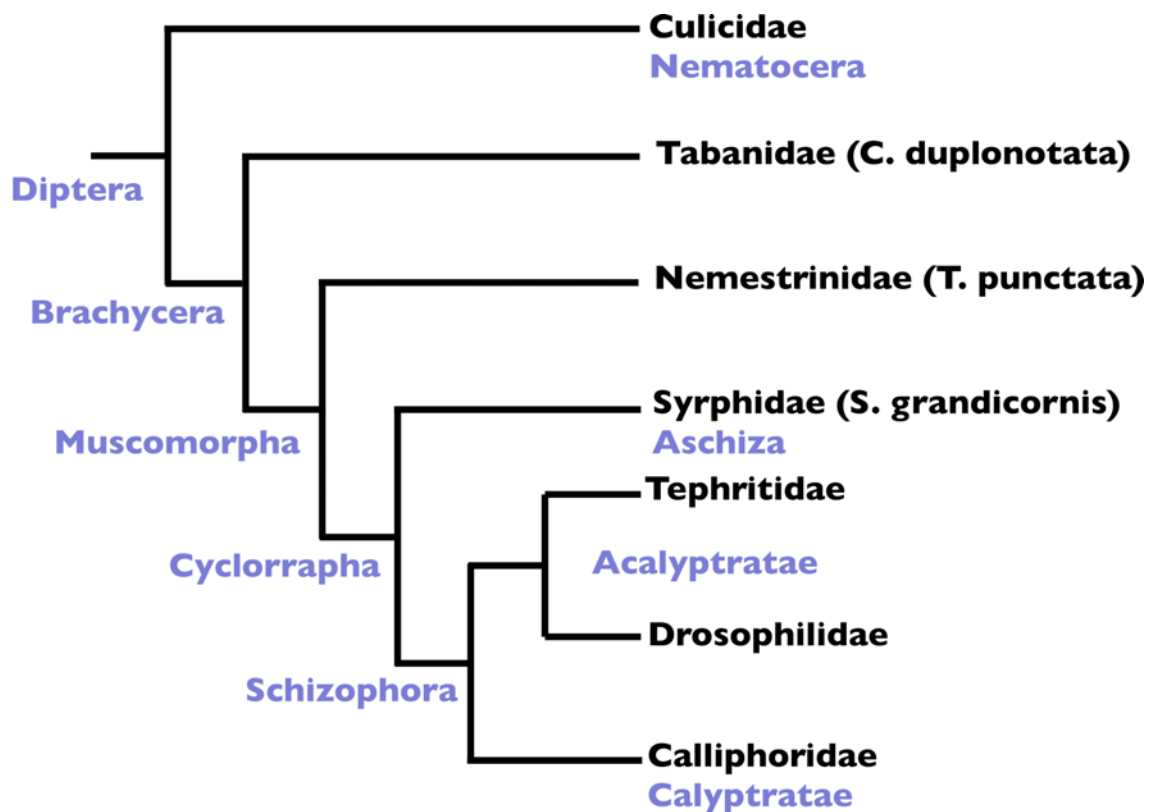 Culicidae
Nematocera
Tabanidae (C. duplonotata)
Diptera
Nemestrinidae (T. punctata)
Brachycera
Syrphidae (S. grandicornis)
Muscomorpha
Aschiza
Tephritidae
Cyclorrapha
Acalyptratae
Drosophilidae
Schizophora
Calliphoridae
Calyptratae